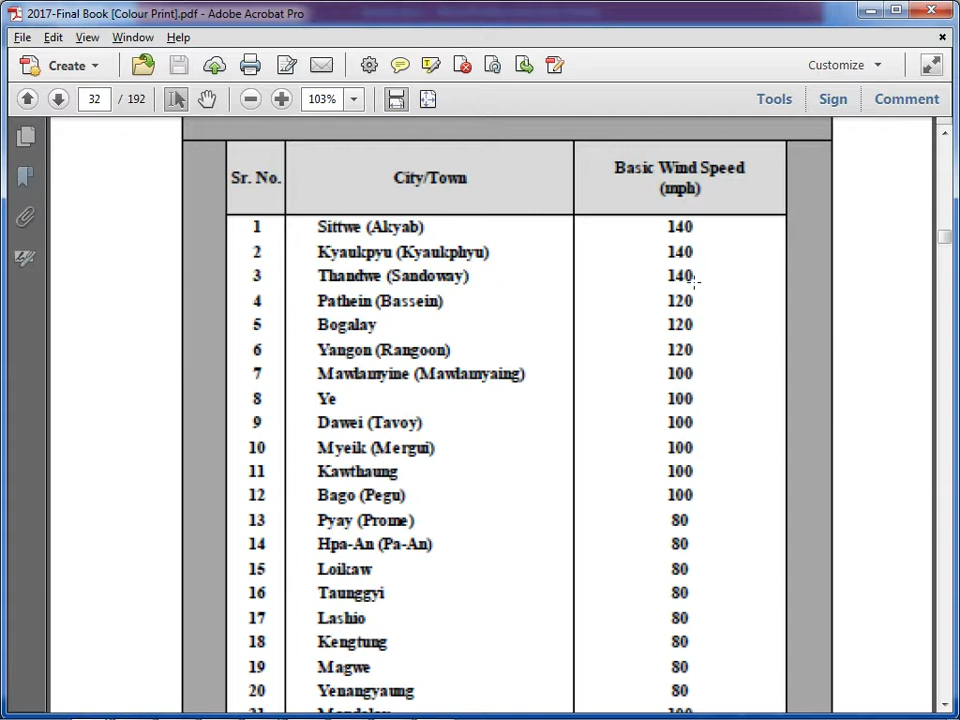 2017-Final Book [Colour Print].pdf - Adobe Acrobat Pro
File Edit View Window Help
Create Customize
32 / 192 103% Tools Sign Comment
Sr. No. City/Town Basic Wind Speed (mph)
1 Sittwe (Akyab) 140
2 Kyaukpyu (Kyaukphyu) 140
3 Thandwe (Sandoway) 140
4 Pathein (Bassein) 120
5 Bogalay 120
6 Yangon (Rangoon) 120
7 Mawlamyine (Mawlamyaing) 100
8 Ye 100
9 Dawei (Tavoy) 100
10 Myeik (Mergui) 100
11 Kawthaung 100
12 Bago (Pegu) 100
13 Pyay (Prome) 80
14 Hpa-An (Pa-An) 80
15 Loikaw 80
16 Taunggyi 80
17 Lashio 80
18 Kengtung 80
19 Magwe 80
20 Yenangyaung 80